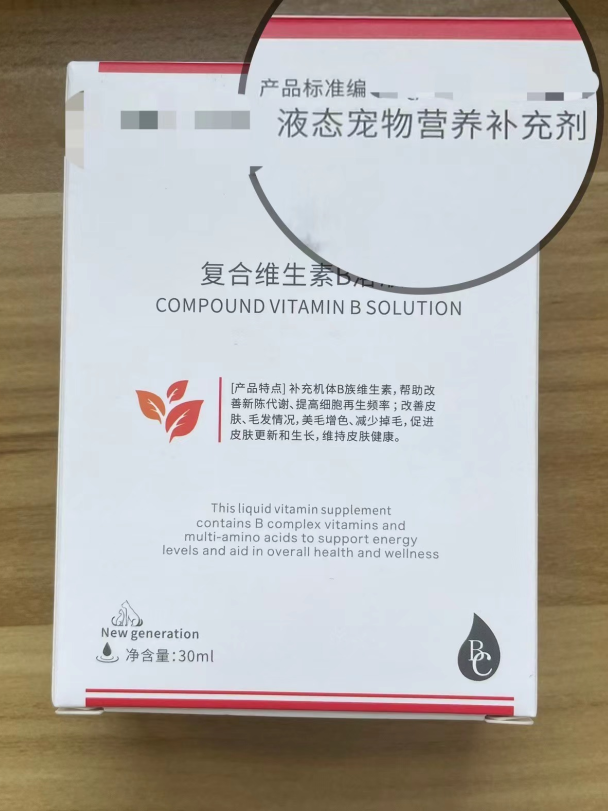 产品标准编
液态宠物营养补充剂
复合维生素B溶
COMPOUND VITAMIN B SOLUTION
[产品特点] 补充机体B族维生素,帮助改
善新陈代谢、提高细胞再生频率;改善皮
肤、毛发情况,美毛增色、减少掉毛,促进
皮肤更新和生长,维持皮肤健康。
This liquid vitamin supplement
contains B complex vitamins and
multi-amino acids to support energy
levels and aid in overall health and wellness
New generation
净含量:30ml
BC